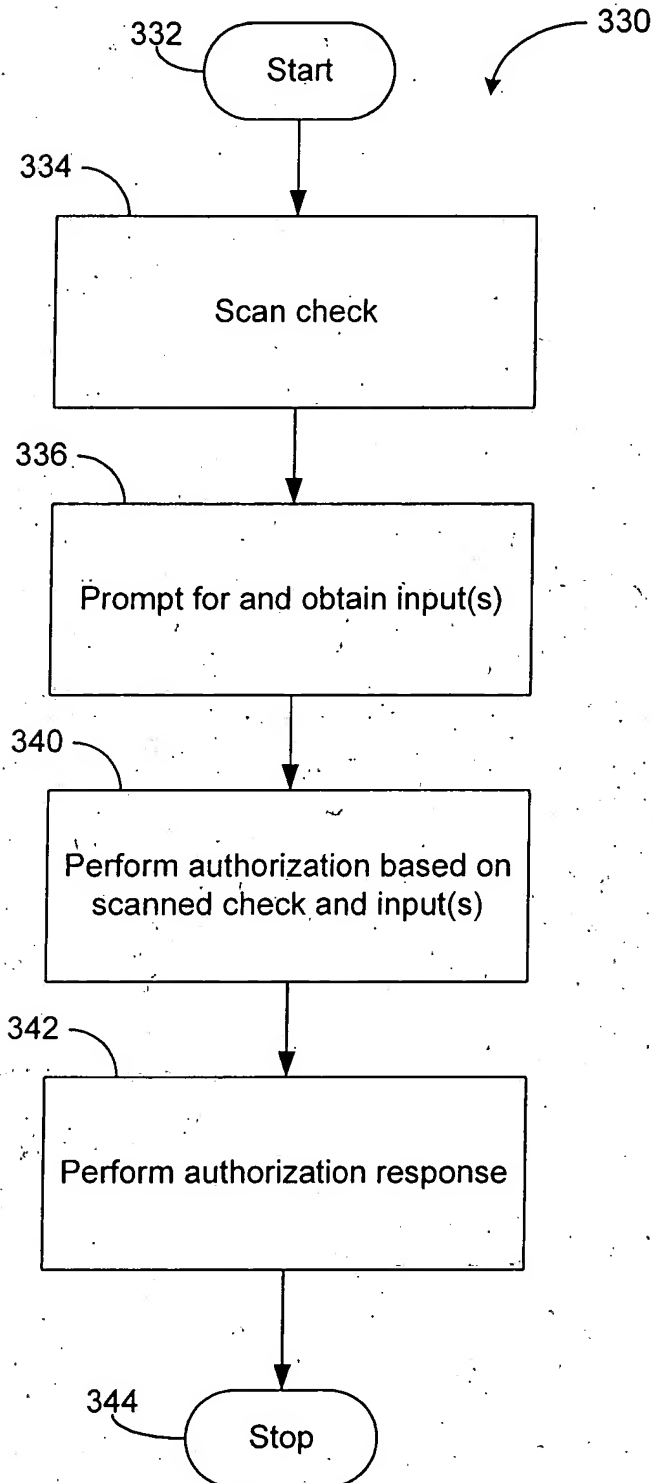 332
330
Start
334
Scan check
336
Prompt for and obtain input(s)
340
Perform authorization based on
scanned check and input(s)
342
Perform authorization response
344
Stop